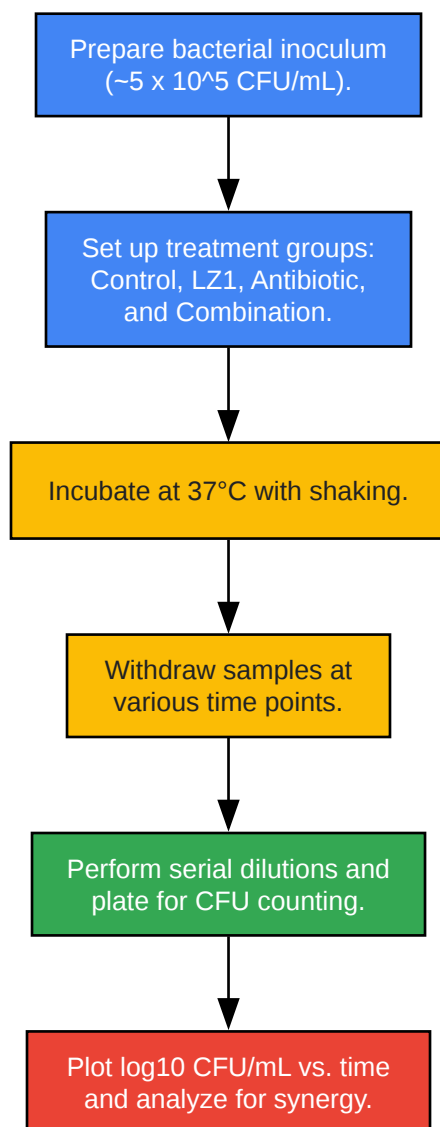 Prepare bacterial inoculum
(~5 x 10^5 CFU/mL).
Set up treatment groups:
Control, LZ1, Antibiotic,
and Combination.
Incubate at 37°C with shaking.
Withdraw samples at
various time points.
Perform serial dilutions and
plate for CFU counting.
Plot log10 CFU/mL vs. time
and analyze for synergy.